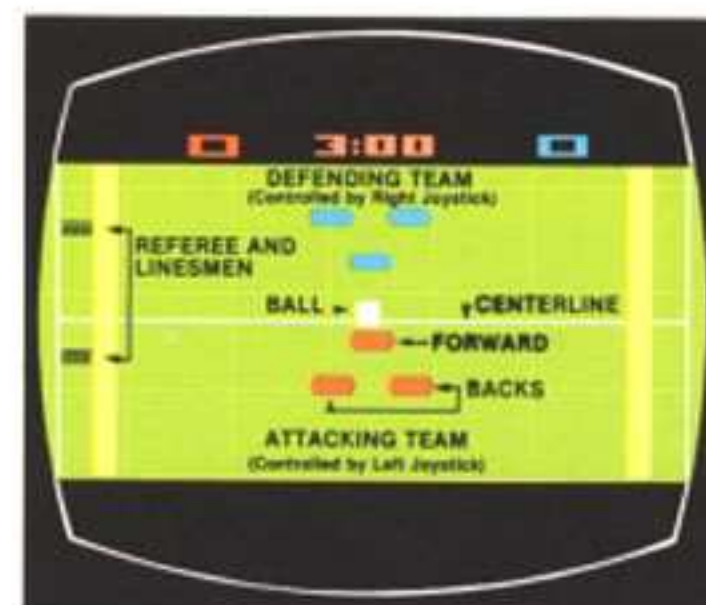 0 3:00 0
DEFENDING TEAM
(Controlled by Right Joystick)
REFEREE AND
LINESMEN
BALL
CENTERLINE
FORWARD
BACKS
ATTACKING TEAM
(Controlled by Left Joystick)